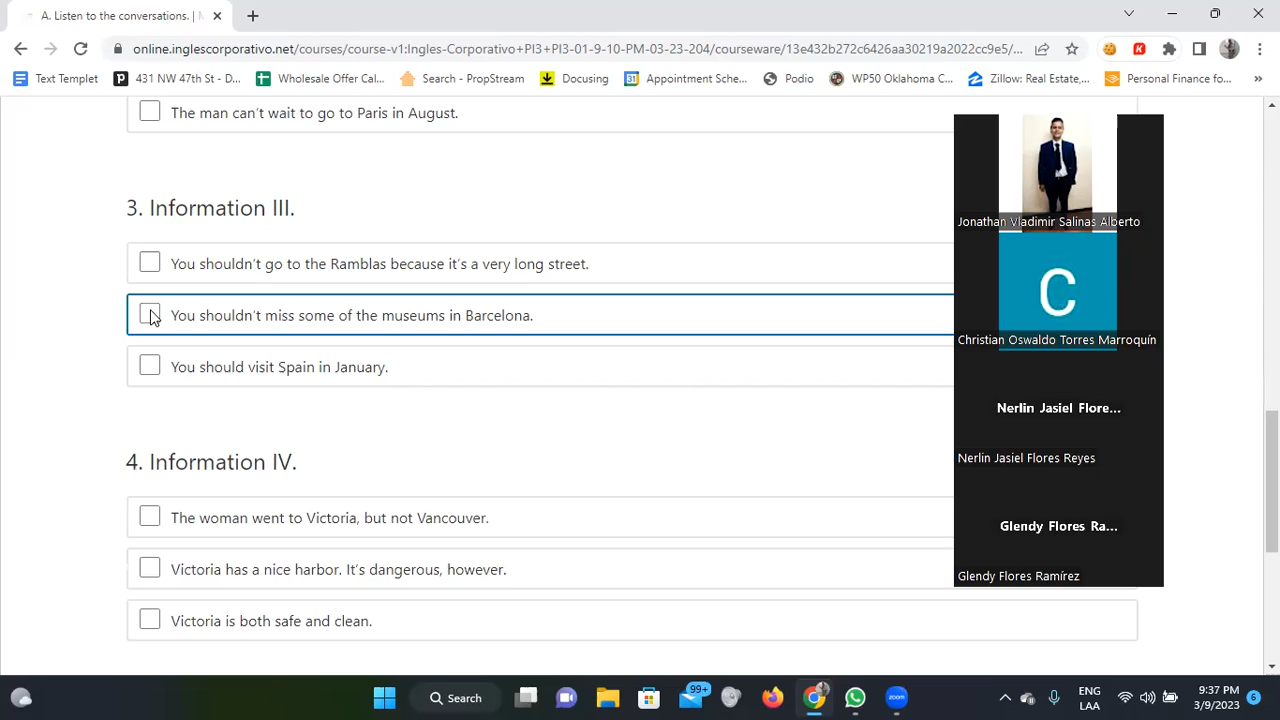 A. Listen to the conversations. |
online.inglescorporativo.net/courses/course-v1:Ingles-Corporativo+PI3+PI3-01-9-10-PM-03-23-204/courseware/13e432b272c6426aa30219a2022cc9e5/...
Text Templet
431 NW 47th St - D...
Wholesale Offer Cal...
Search - PropStream
Docusing
Appointment Sche...
Podio
WP50 Oklahoma C...
Zillow: Real Estate,...
Personal Finance fo...
The man can't wait to go to Paris in August.
3. Information III.
You shouldn't go to the Ramblas because it's a very long street.
You shouldn't miss some of the museums in Barcelona.
You should visit Spain in January.
4. Information IV.
The woman went to Victoria, but not Vancouver.
Victoria has a nice harbor. It's dangerous, however.
Victoria is both safe and clean.
Jonathan Vladimir Salinas Alberto
C
Christian Oswaldo Torres Marroquín
Nerlin Jasiel Flore...
Nerlin Jasiel Flores Reyes
Glendy Flores Ra...
Glendy Flores Ramírez
Search
99+
ENG
LAA
9:37 PM
3/9/2023
6